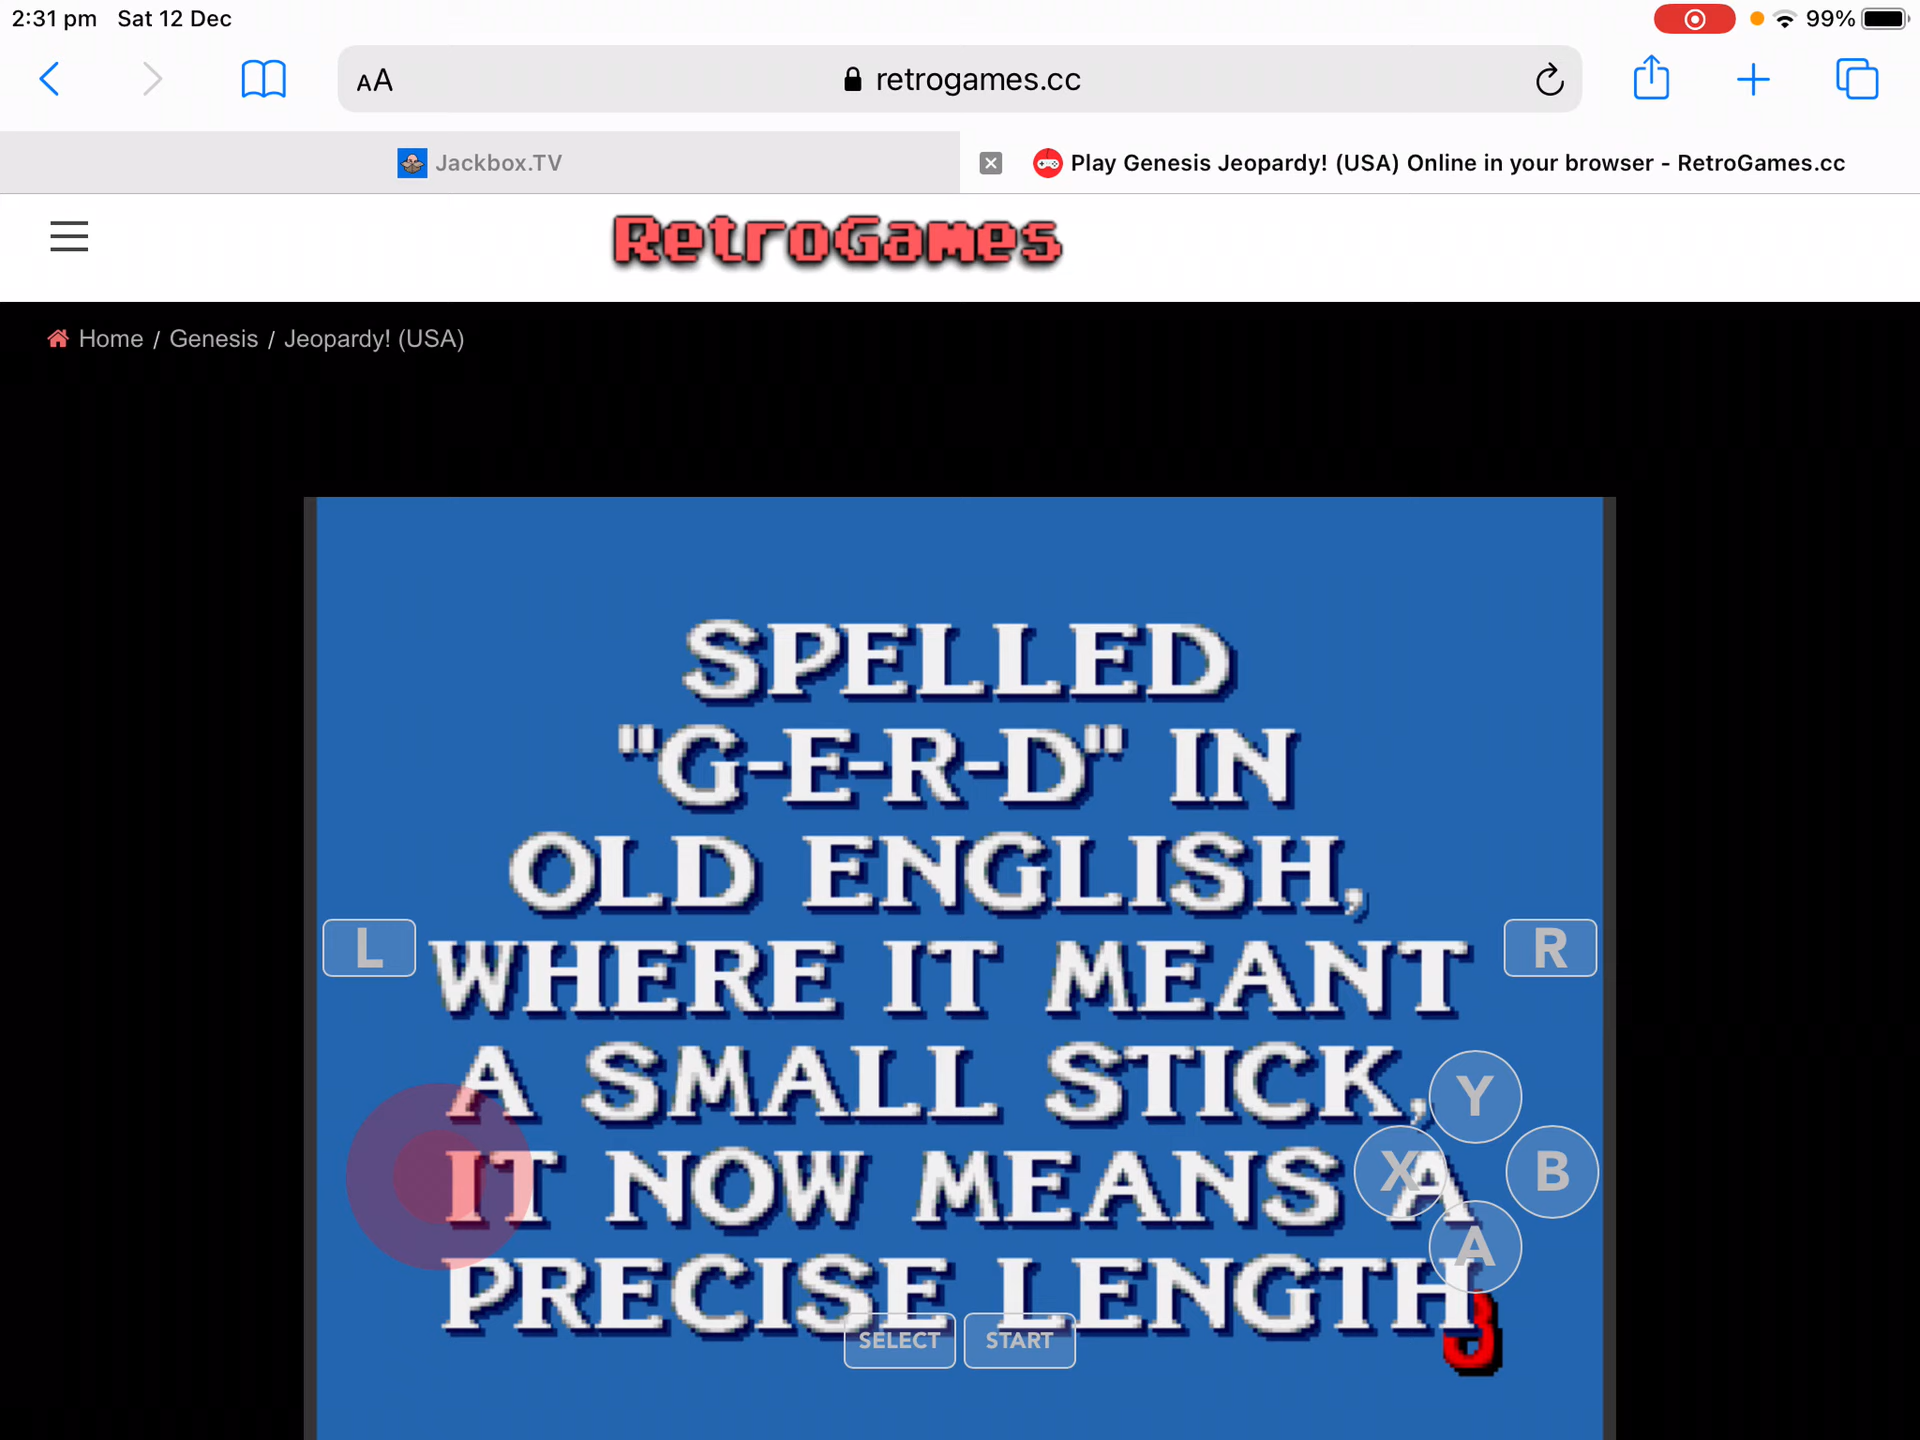 2:31 pm Sat 12 Dec 99%
AA retrogames.cc
Jackbox.TV
Play Genesis Jeopardy! (USA) Online in your browser - RetroGames.cc
RetroGames
Home / Genesis / Jeopardy! (USA)
SPELLED
"G-E-R-D" IN
OLD ENGLISH,
L
WHERE IT MEANT
R
A SMALL STICK,
Y
IT NOW MEANS A
X
B
A
PRECISE LENGTH
SELECT START